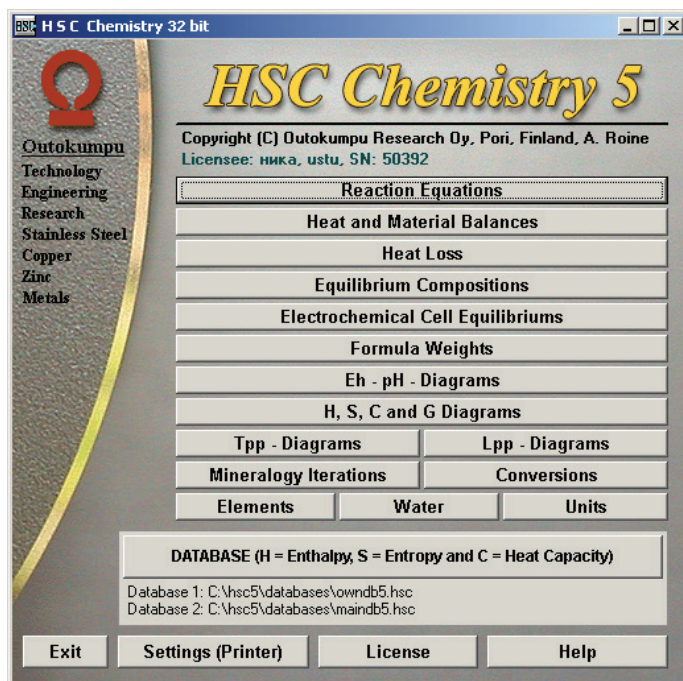 HSC Chemistry 32 bit
HSC Chemistry 5
Copyright (C) Outokumpu Research Oy, Pori, Finland, A. Roine
Licensee: ника, ustu, SN: 50392
Outokumpu
Technology
Engineering
Research
Stainless Steel
Copper
Zinc
Metals
Reaction Equations
Heat and Material Balances
Heat Loss
Equilibrium Compositions
Electrochemical Cell Equilibriums
Formula Weights
Eh - pH - Diagrams
H, S, C and G Diagrams
Tpp - Diagrams Lpp - Diagrams
Mineralogy Iterations Conversions
Elements Water Units
DATABASE (H = Enthalpy, S = Entropy and C = Heat Capacity)
Database 1: C:\hsc5\databases\owndb5.hsc
Database 2: C:\hsc5\databases\maindb5.hsc
Exit Settings (Printer) License Help